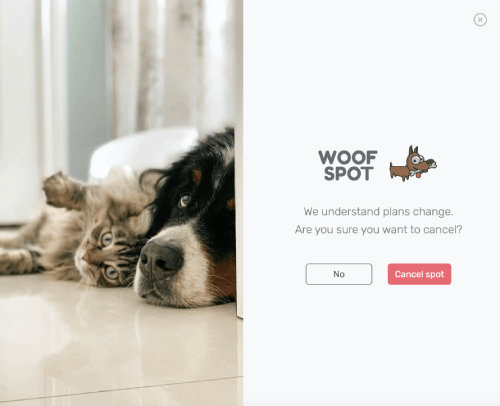 WOOF
SPOT
We understand plans change.
Are you sure you want to cancel?
No
Cancel spot